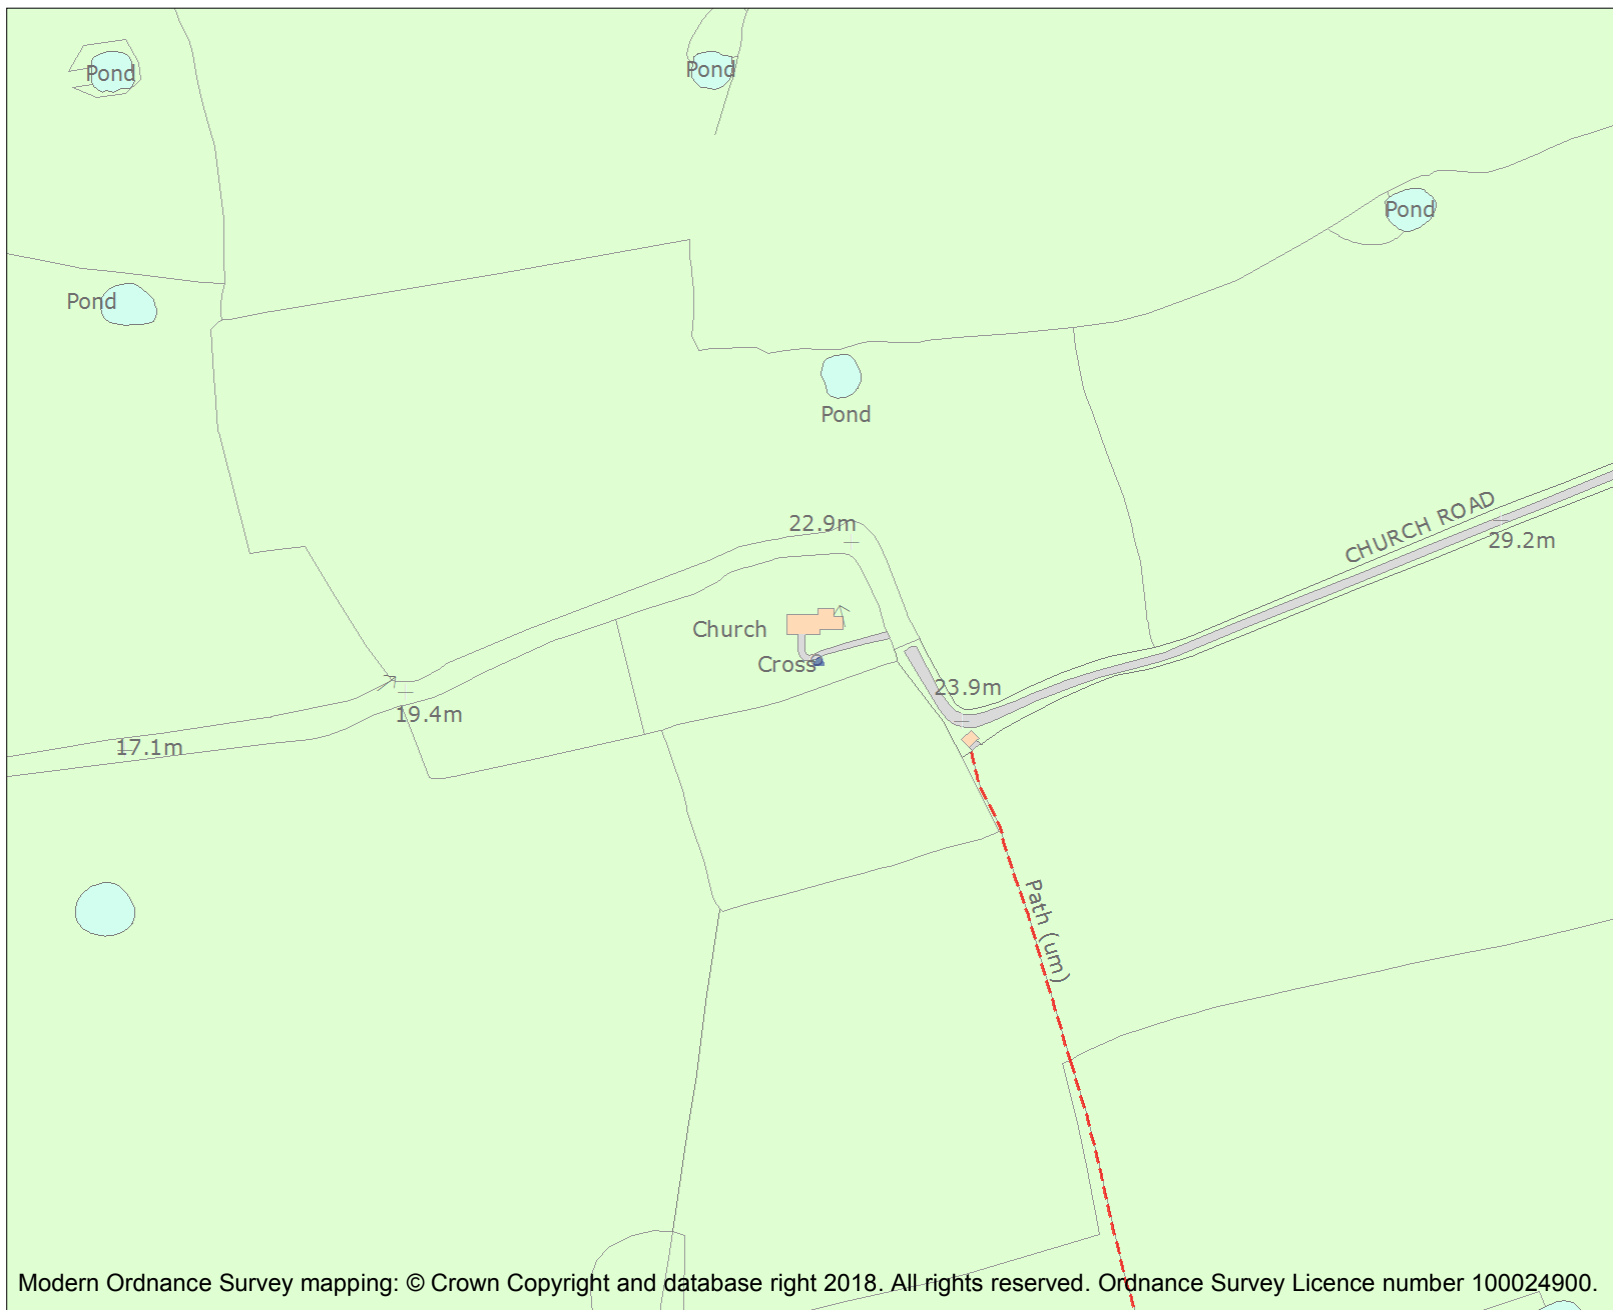 Pond
Pond
Pond
Pond
Pond
CHURCH ROAD
22.9m
29.2m
Church
Cross
23.9m
19.4m
17.1m
Path (um)
Modern Ordnance Survey mapping: © Crown Copyright and database right 2018. All rights reserved. Ordnance Survey Licence number 100024900.